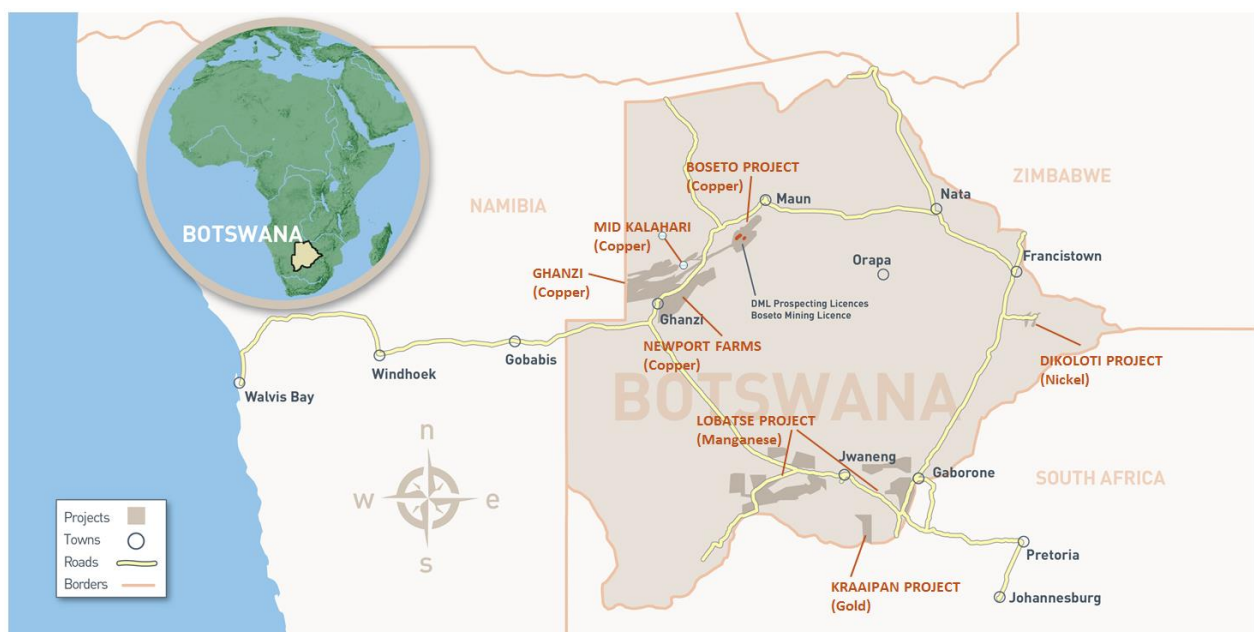 BOTSWANA
NAMIBIA
ZIMBABWE
BOSETO PROJECT
(Copper)
Maun
Nata
MID KALAHARI
(Copper)
GHANZI
(Copper)
Orapa
Francistown
DML Prospecting Licences
Boseto Mining Licence
Ghanzi
NEWPORT FARMS
(Copper)
Gobabis
Windhoek
Walvis Bay
DIKOLOTI PROJECT
(Nickel)
BOTSWANA
LOBATSE PROJECT
(Manganese)
Jwaneng
Gaborone
SOUTH AFRICA
n
w
e
s
Projects
Towns
Roads
Borders
Pretoria
KRAAIPAN PROJECT
(Gold)
Johannesburg